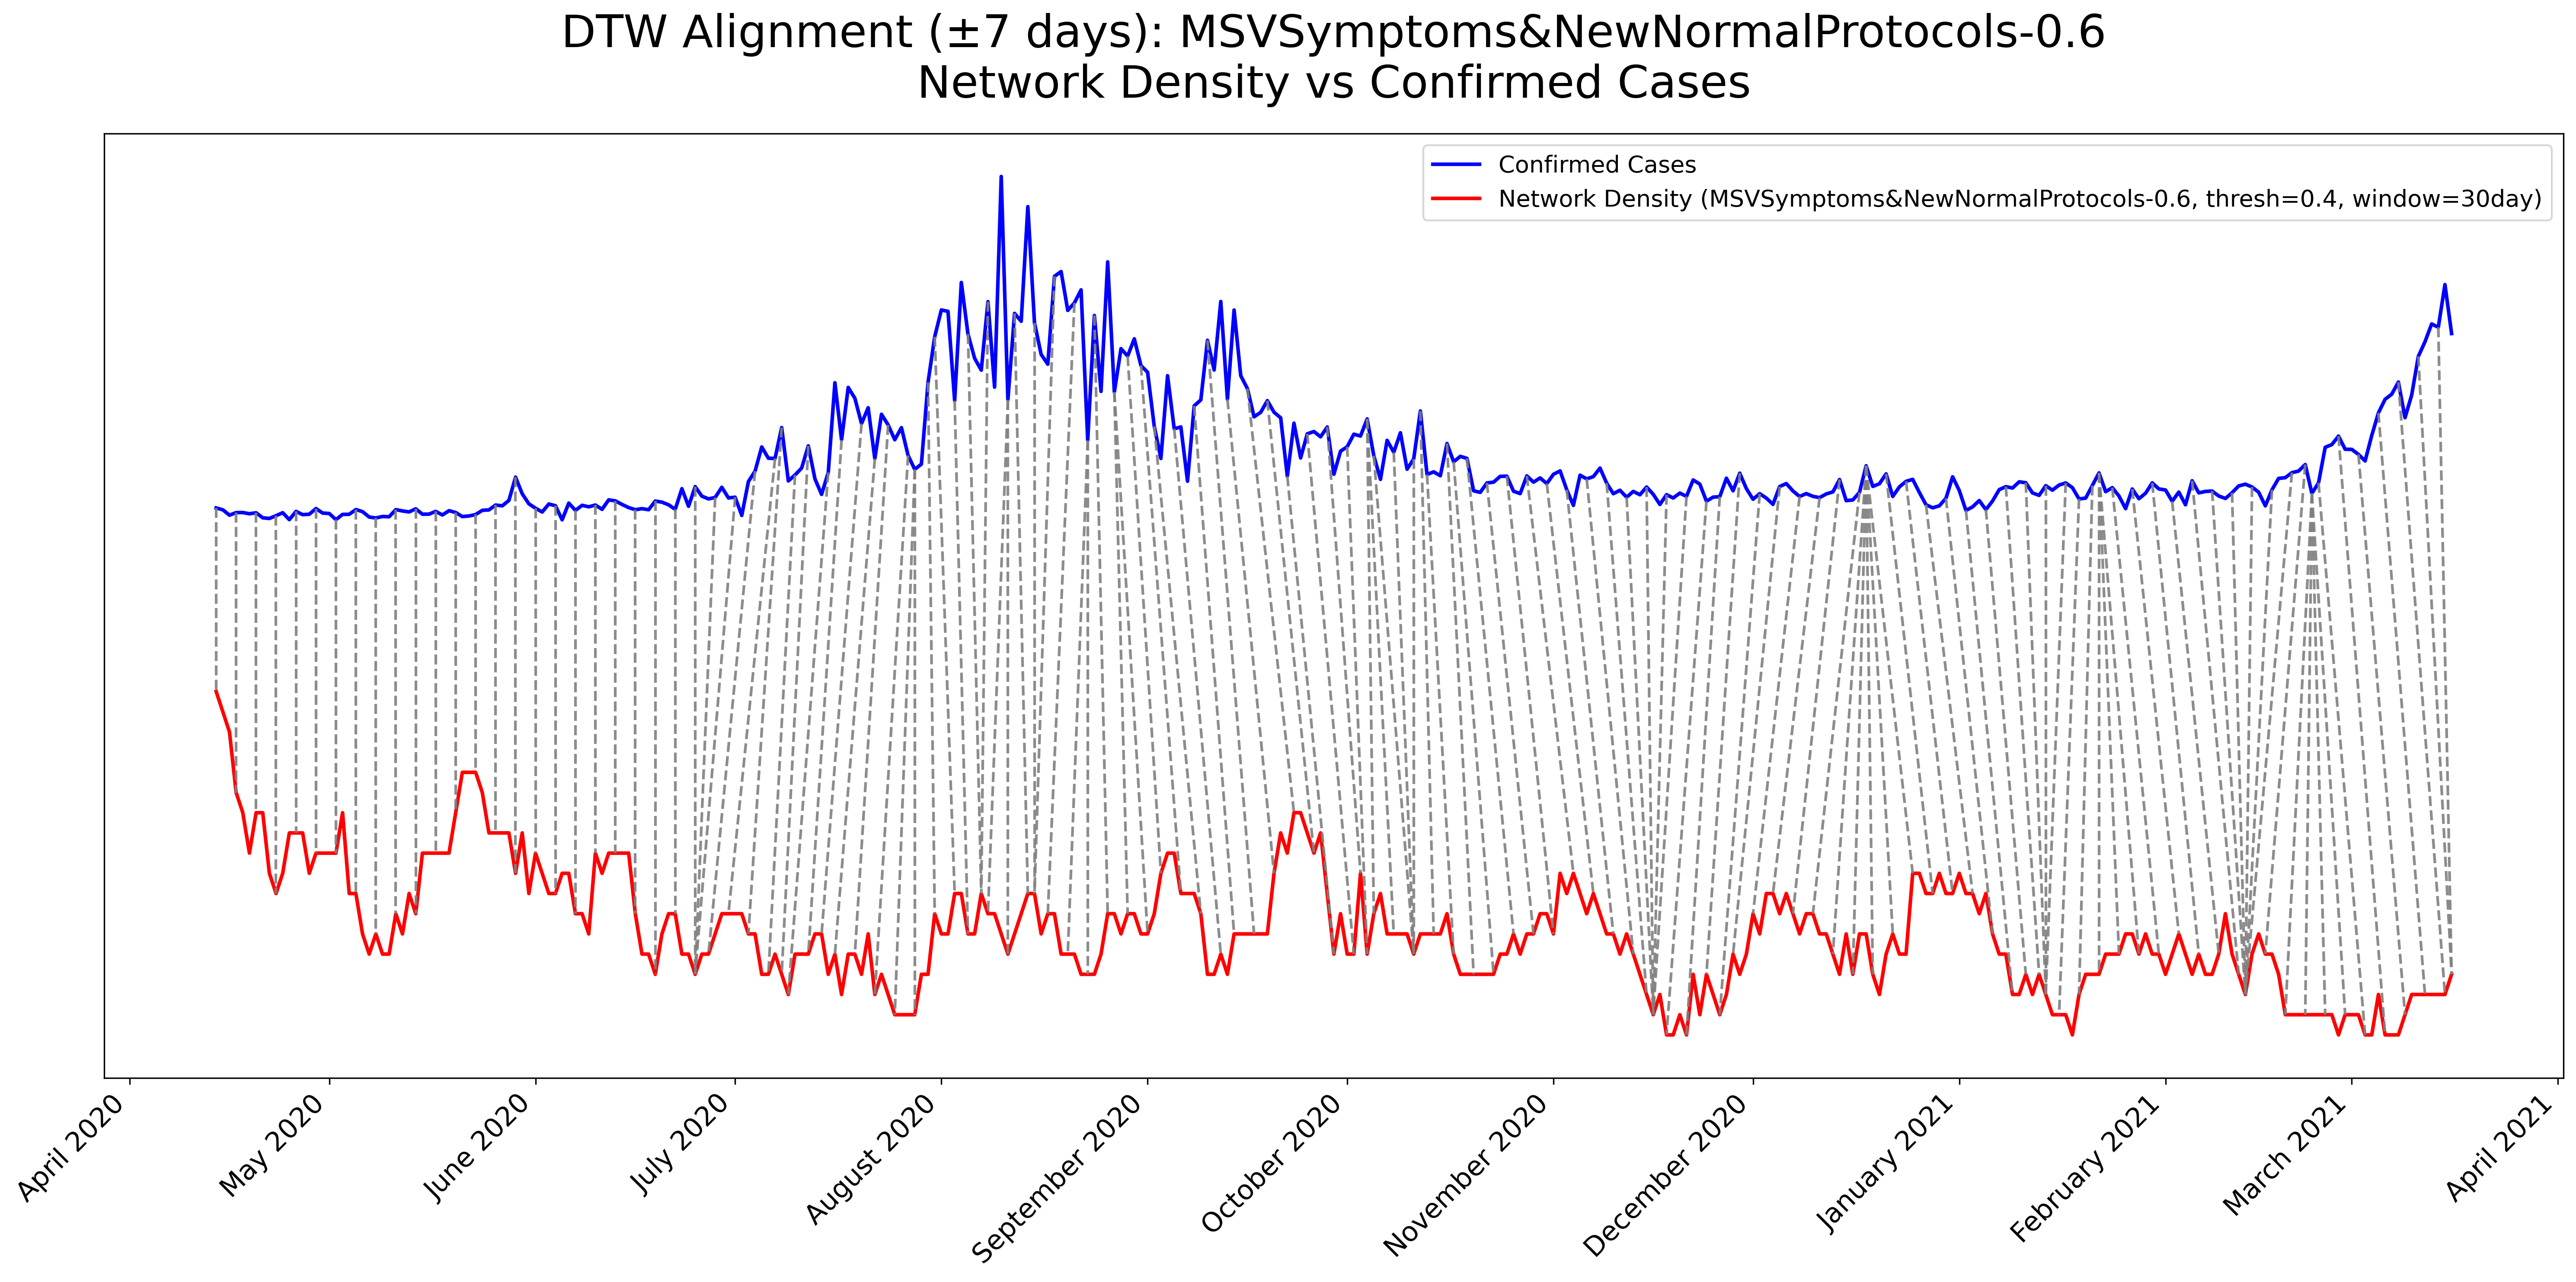 DTW Alignment (±7 days): MSVSymptoms&NewNormalProtocols-0.6
Network Density vs Confirmed Cases
Confirmed Cases
Network Density (MSVSymptoms&NewNormalProtocols-0.6, thresh=0.4, window=30day)
April 2020
May 2020
June 2020
July 2020
August 2020
September 2020
October 2020
November 2020
December 2020
January 2021
February 2021
March 2021
April 2021